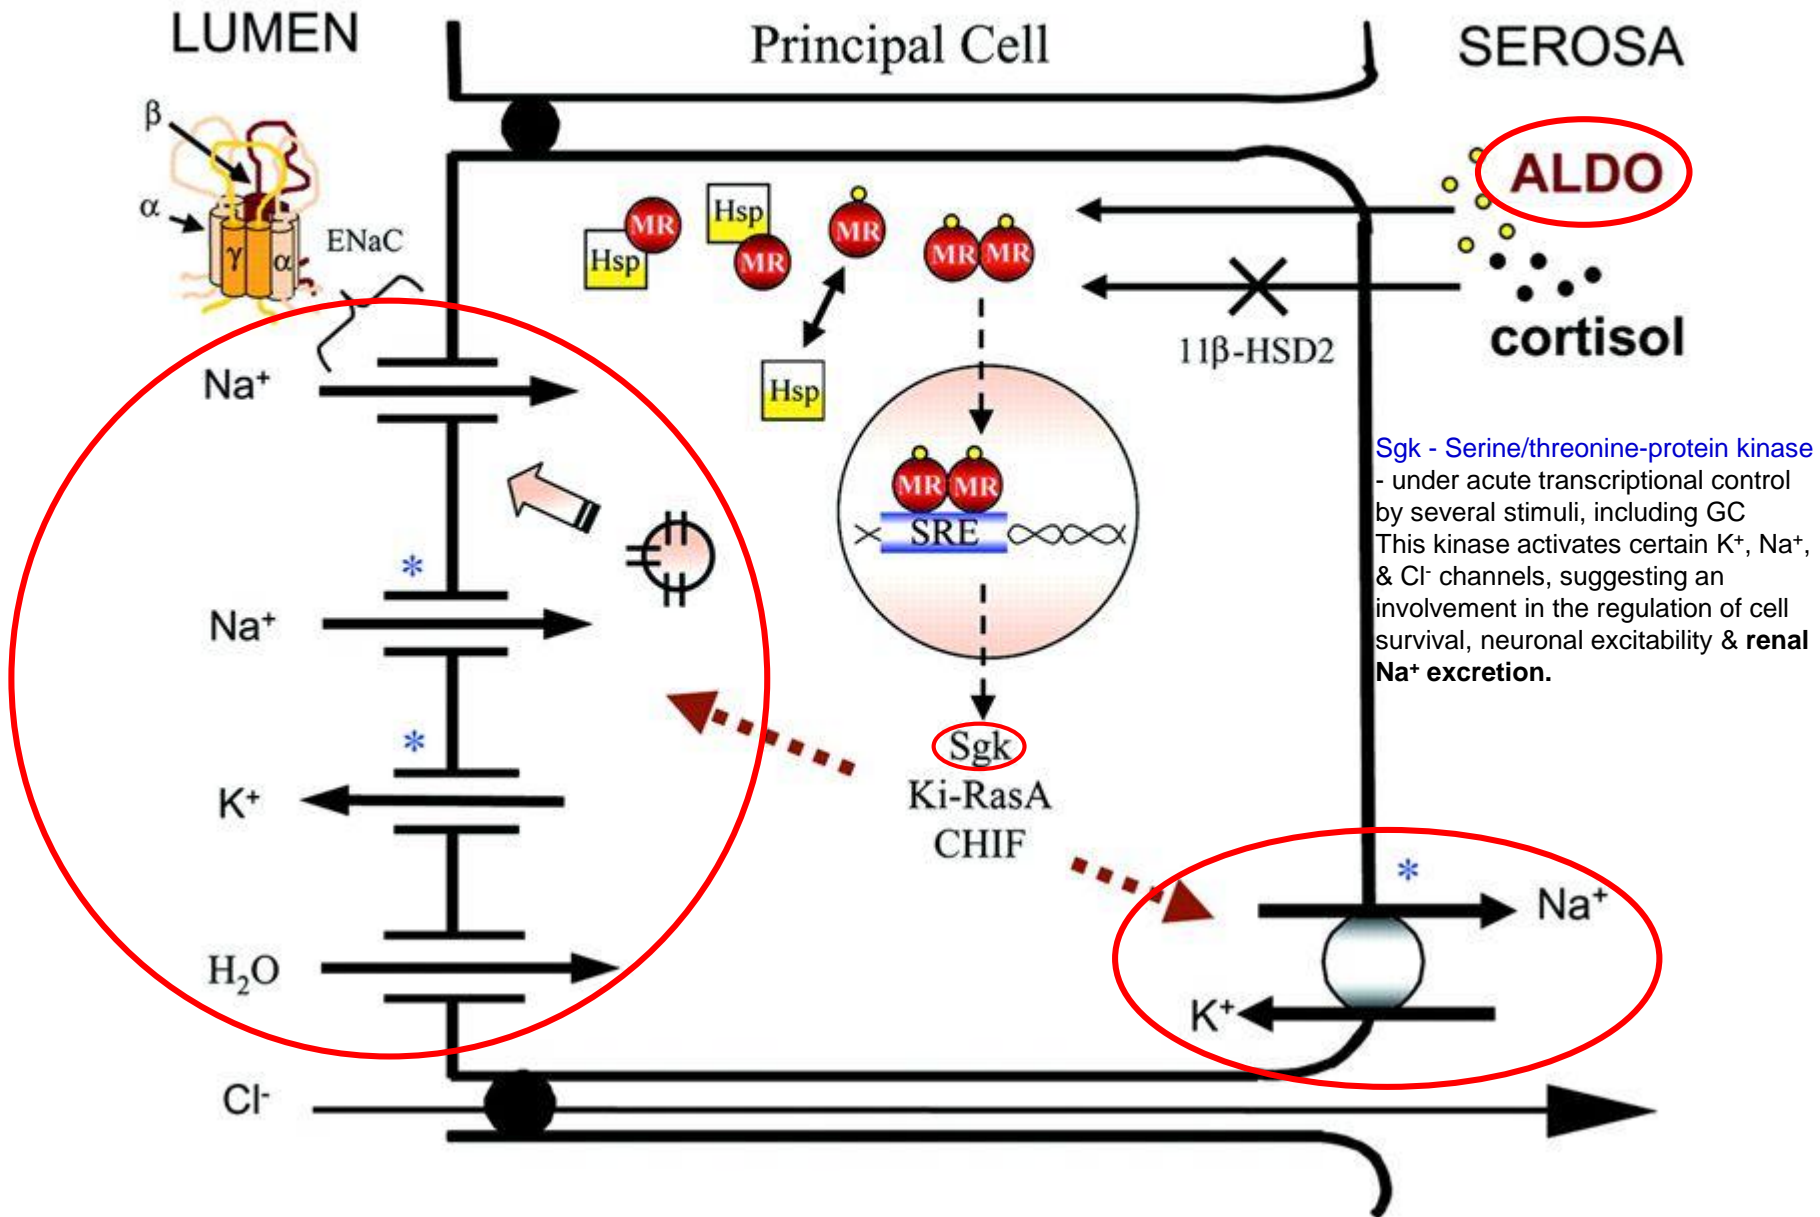 LUMEN
Principal Cell
SEROSA
β
α
γ
α
ENaC
Hsp
MR
Hsp
MR
MR
MR MR
Hsp
ALDO
cortisol
11β-HSD2
Na⁺
MR MR
SRE
Sgk - Serine/threonine-protein kinase
- under acute transcriptional control
by several stimuli, including GC
This kinase activates certain K⁺, Na⁺,
& Cl⁻ channels, suggesting an
involvement in the regulation of cell
survival, neuronal excitability & renal
Na⁺ excretion.
*
Na⁺
*
K⁺
Sgk
Ki-RasA
CHIF
*
Na⁺
K⁺
H₂O
Cl⁻